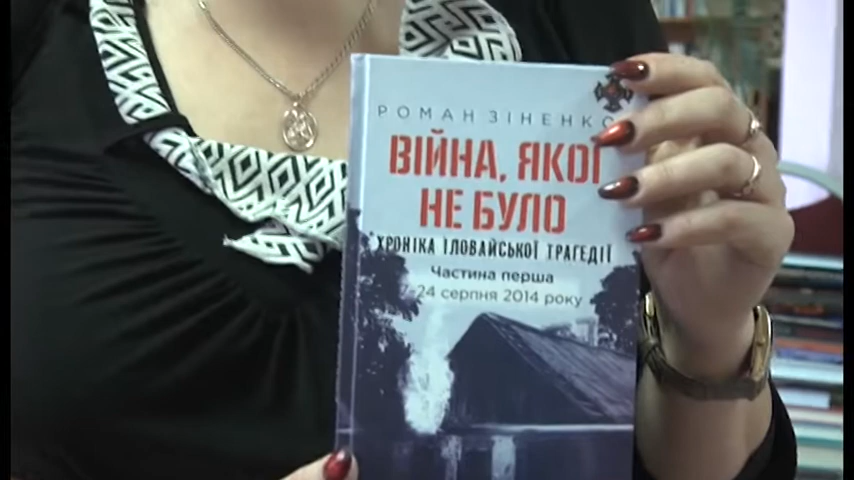 РОМАН ЗІНЕНКО
ВІЙНА, ЯКОЇ
НЕ БУЛО
ХРОНІКА ІЛОВАЙСЬКОЇ ТРАГЕДІЇ
Частина перша
7-24 серпня 2014 року